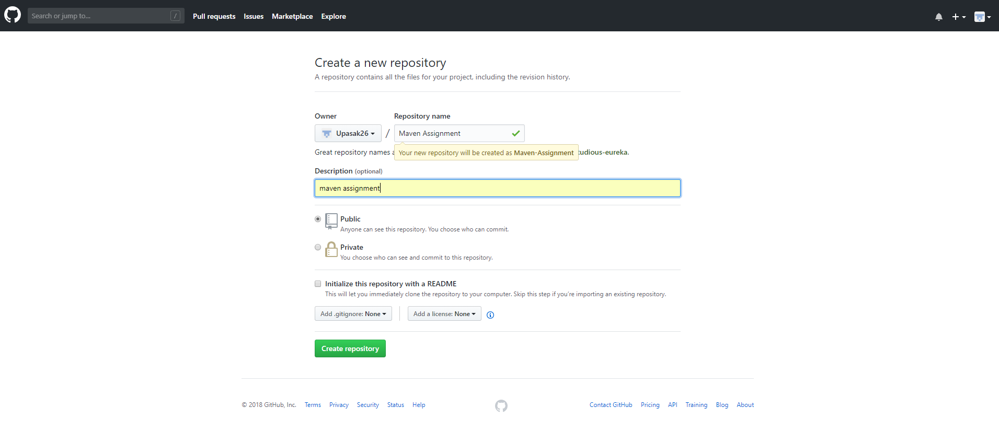 Search or jump to... /
Pull requests Issues Marketplace Explore
Create a new repository
A repository contains all the files for your project, including the revision history.
Owner Repository name
Upasak26 / Maven Assignment
Great repository names a
Your new repository will be created as Maven-Assignment
tudious-eureka.
Description (optional)
maven assignment
Public
Anyone can see this repository. You choose who can commit.
Private
You choose who can see and commit to this repository.
Initialize this repository with a README
This will let you immediately clone the repository to your computer. Skip this step if you’re importing an existing repository.
Add .gitignore: None Add a license: None
Create repository
© 2018 GitHub, Inc. Terms Privacy Security Status Help Contact GitHub Pricing API Training Blog About